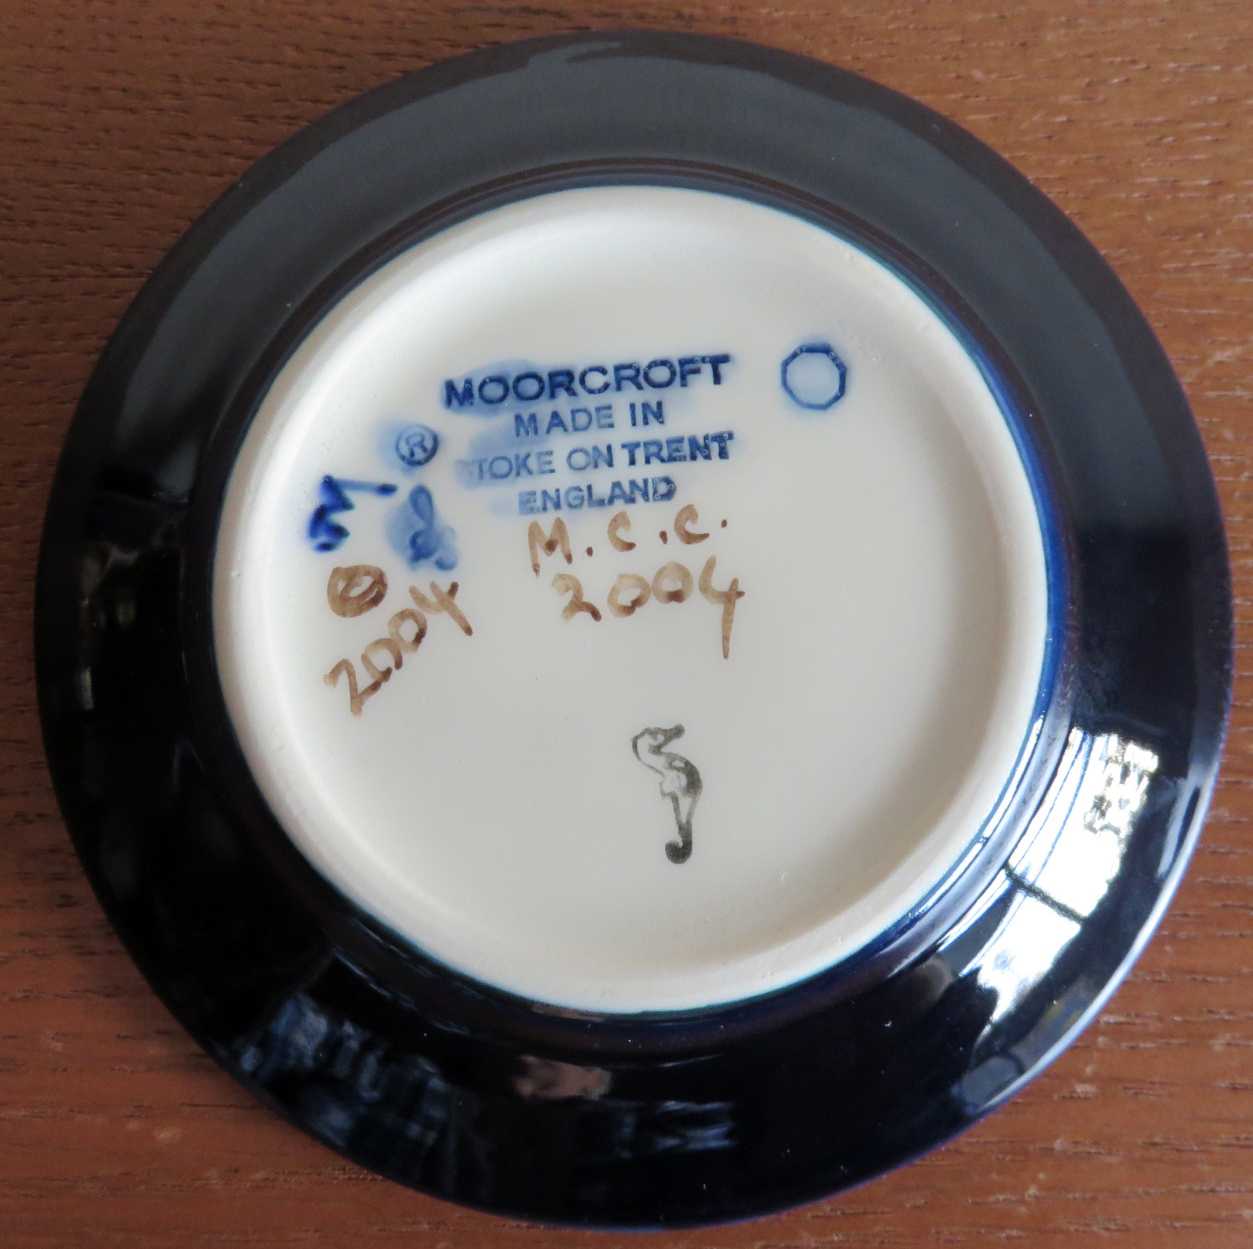 MOORCROFT
MADE IN
TOKE ON TRENT
ENGLAND
®
M.C.C.
2004
2004